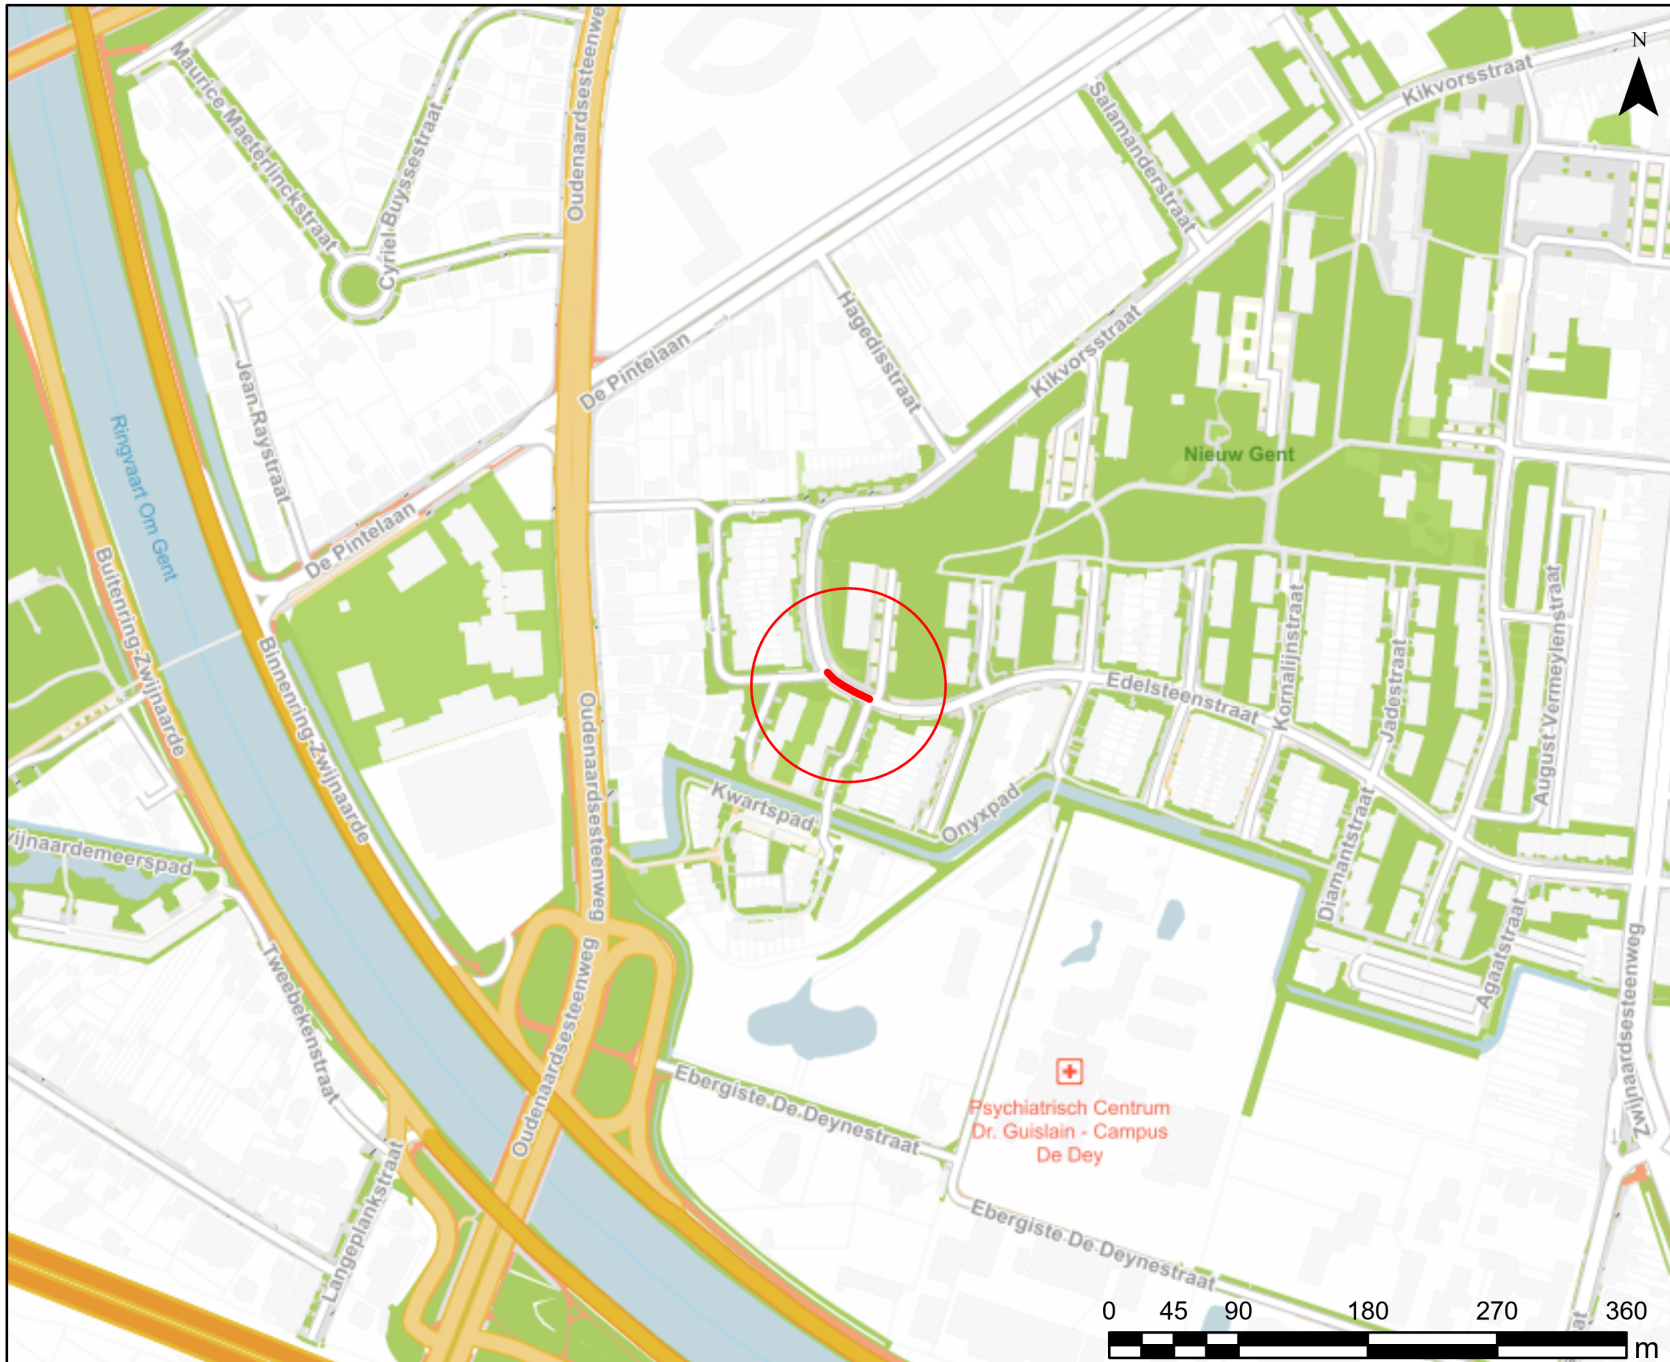 N
Maurice Maeterlinckstraat
Cyriel Buyssestraat
Oudenaardsesteenweg
Salamanderstraat
Kikvorsstraat
Hagedisstraat
De Pintelaan
Kikvorsstraat
Jean Raystraat
Ringvaart Om Gent
Nieuw Gent
De Pintelaan
Buitenring-Zwijnaarde
Binnenring-Zwijnaarde
Oudenaardsesteenweg
Edelsteenstraat
Kornalijnstraat
Jadestraat
August Vermeylenstraat
Kwartspad
Onyxpad
Diamantstraat
ijnaardemeerspad
Agaatstraat
Zwijnaardsesteenweg
Tweebekenstraat
Oudenaardsesteenweg
Ebergiste De Deynestraat
Psychiatrisch Centrum
Dr. Guislain - Campus
De Dey
Langeplankstraat
Ebergiste De Deynestraat
at
0 45 90 180 270 360
m